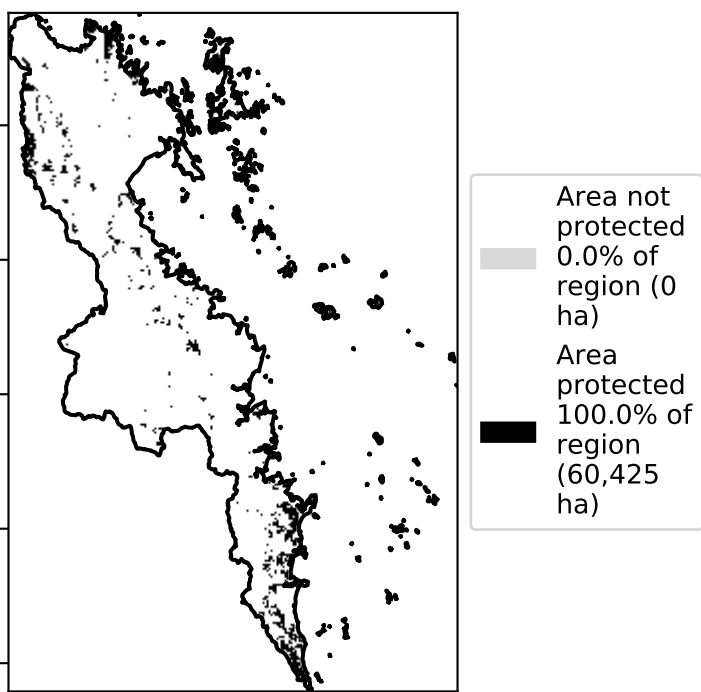 Area not
protected
0.0% of
region (0
ha)
Area
protected
100.0% of
region
(60,425
ha)